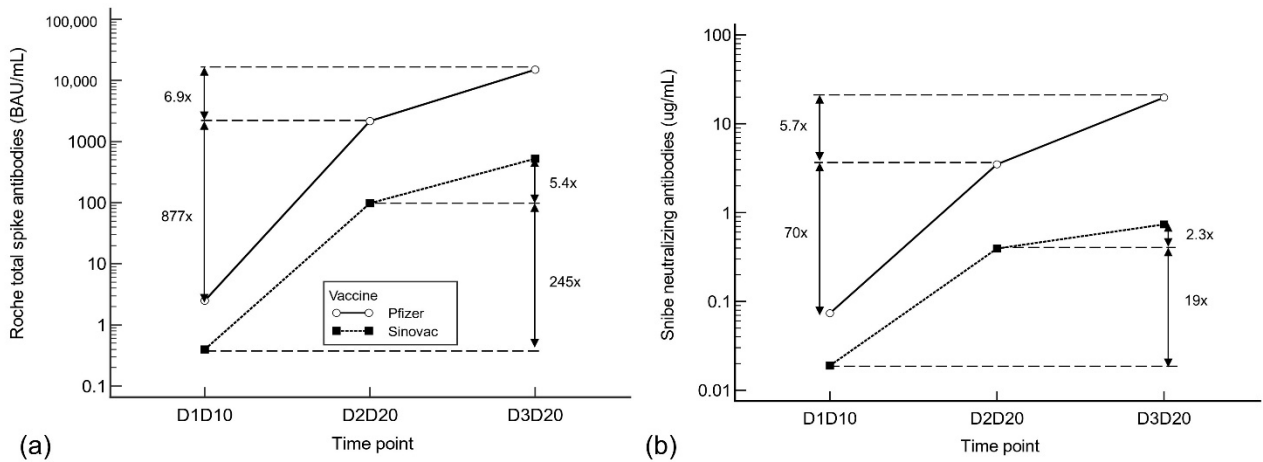 Roche total spike antibodies (BAU/mL)
100,000
10,000
1000
100
10
1
0.1
6.9x
877x
5.4x
245x
Vaccine
Pfizer
Sinovac
D1D10
D2D20
D3D20
Time point
(a)
Snibe neutralizing antibodies (ug/mL)
100
10
1
0.1
0.01
5.7x
70x
2.3x
19x
D1D10
D2D20
D3D20
Time point
(b)